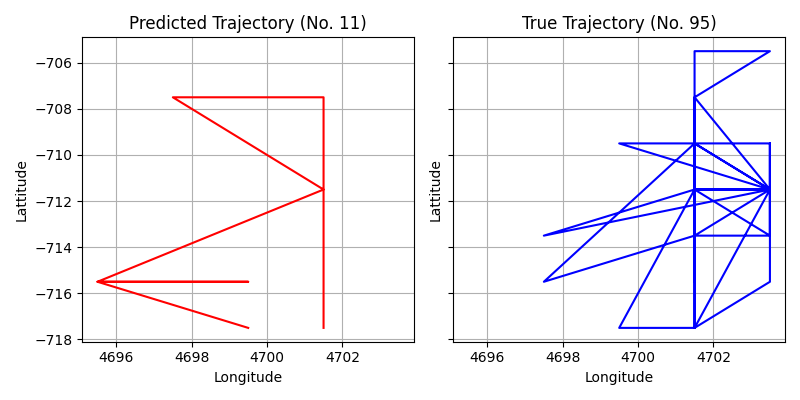 Predicted Trajectory (No. 11)
True Trajectory (No. 95)
−706
−708
−710
−712
−714
−716
−718
Lattitude
Lattitude
4696 4698 4700 4702
4696 4698 4700 4702
Longitude
Longitude